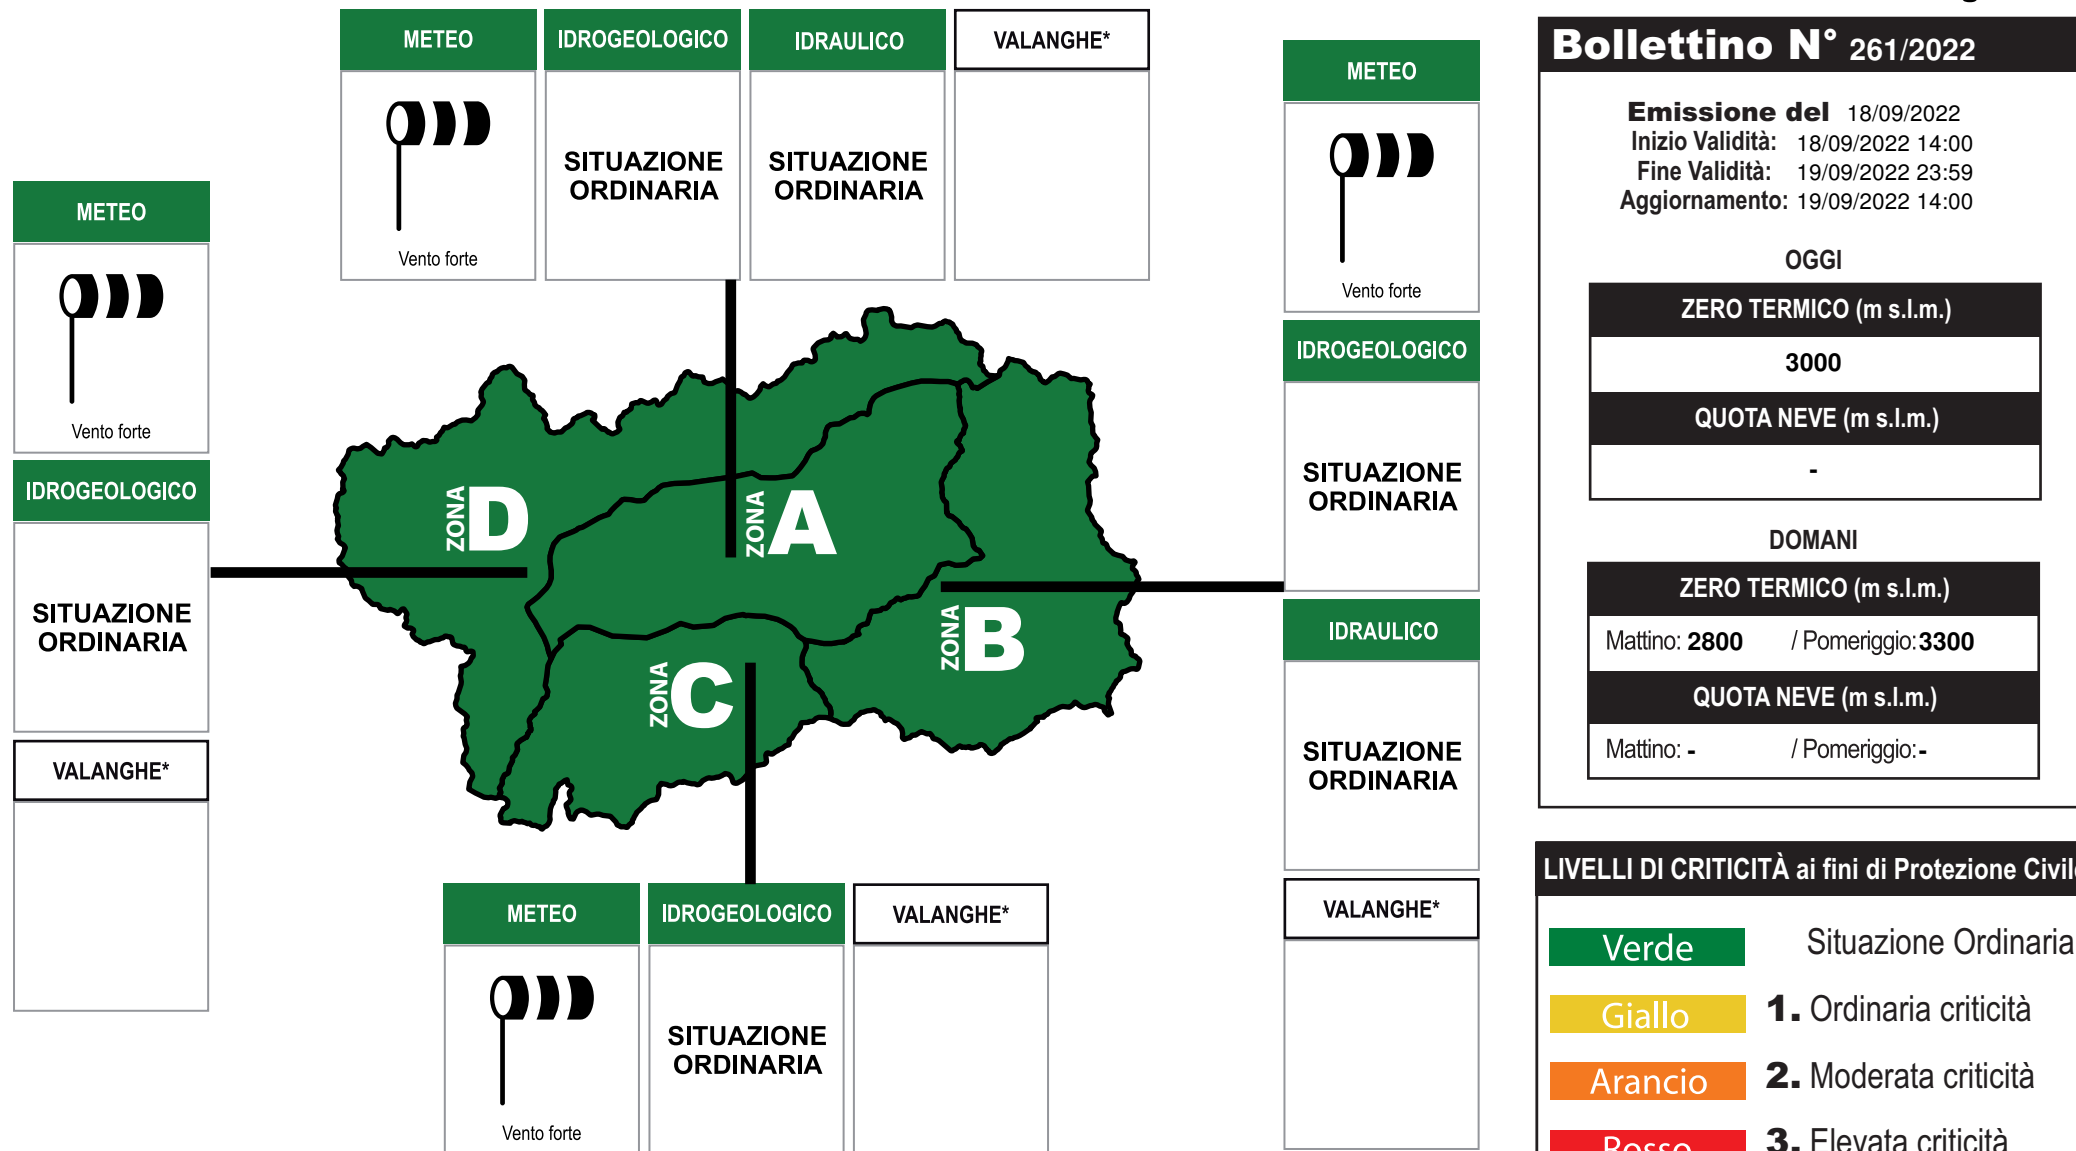 METEO
IDROGEOLOGICO
IDRAULICO
VALANGHE*
Vento forte
SITUAZIONE
ORDINARIA
SITUAZIONE
ORDINARIA
METEO
Vento forte
IDROGEOLOGICO
SITUAZIONE
ORDINARIA
VALANGHE*
METEO
Vento forte
IDROGEOLOGICO
SITUAZIONE
ORDINARIA
IDRAULICO
SITUAZIONE
ORDINARIA
VALANGHE*
ZONA D
ZONA A
ZONA B
ZONA C
METEO
IDROGEOLOGICO
VALANGHE*
Vento forte
SITUAZIONE
ORDINARIA
Bollettino N° 261/2022
Emissione del 18/09/2022
Inizio Validità: 18/09/2022 14:00
Fine Validità: 19/09/2022 23:59
Aggiornamento: 19/09/2022 14:00
OGGI
ZERO TERMICO (m s.l.m.)
3000
QUOTA NEVE (m s.l.m.)
-
DOMANI
ZERO TERMICO (m s.l.m.)
Mattino: 2800 / Pomeriggio: 3300
QUOTA NEVE (m s.l.m.)
Mattino: - / Pomeriggio: -
LIVELLI DI CRITICITÀ ai fini di Protezione Civile
Verde Situazione Ordinaria
Giallo 1. Ordinaria criticità
Arancio 2. Moderata criticità
Rosso 3. Elevata criticità